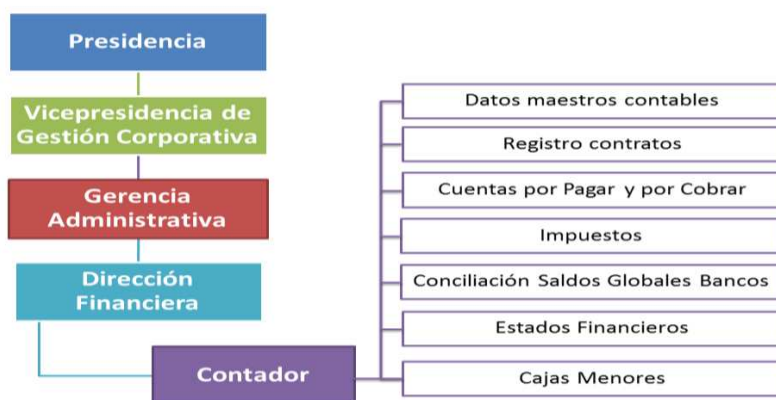 Presidencia
Vicepresidencia de
Gestión Corporativa
Gerencia
Administrativa
Dirección
Financiera
Contador
Datos maestros contables
Registro contratos
Cuentas por Pagar y por Cobrar
Impuestos
Conciliación Saldos Globales Bancos
Estados Financieros
Cajas Menores